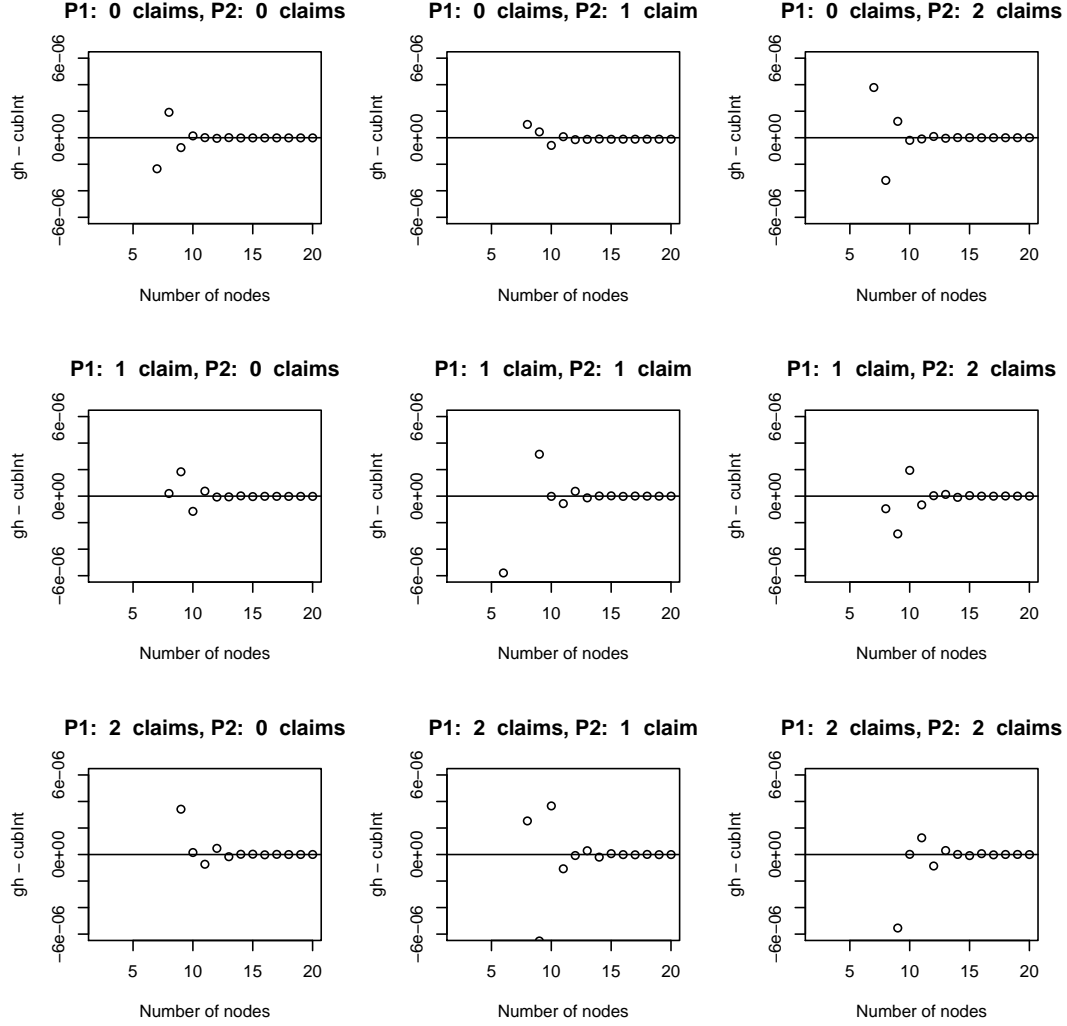 P1: 0 claims, P2: 0 claims
gh − cubInt
6e−06
0e+00
−6e−06
5 10 15 20
Number of nodes
P1: 0 claims, P2: 1 claim
gh − cubInt
6e−06
0e+00
−6e−06
5 10 15 20
Number of nodes
P1: 0 claims, P2: 2 claims
gh − cubInt
6e−06
0e+00
−6e−06
5 10 15 20
Number of nodes
P1: 1 claim, P2: 0 claims
gh − cubInt
6e−06
0e+00
−6e−06
5 10 15 20
Number of nodes
P1: 1 claim, P2: 1 claim
gh − cubInt
6e−06
0e+00
−6e−06
5 10 15 20
Number of nodes
P1: 1 claim, P2: 2 claims
gh − cubInt
6e−06
0e+00
−6e−06
5 10 15 20
Number of nodes
P1: 2 claims, P2: 0 claims
gh − cubInt
6e−06
0e+00
−6e−06
5 10 15 20
Number of nodes
P1: 2 claims, P2: 1 claim
gh − cubInt
6e−06
0e+00
−6e−06
5 10 15 20
Number of nodes
P1: 2 claims, P2: 2 claims
gh − cubInt
6e−06
0e+00
−6e−06
5 10 15 20
Number of nodes